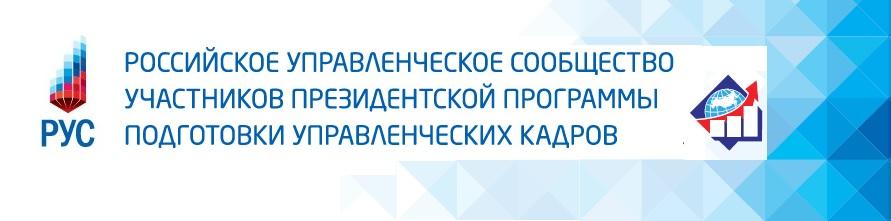 РОССИЙСКОЕ УПРАВЛЕНЧЕСКОЕ СООБЩЕСТВО
УЧАСТНИКОВ ПРЕЗИДЕНТСКОЙ ПРОГРАММЫ
ПОДГОТОВКИ УПРАВЛЕНЧЕСКИХ КАДРОВ
РУС